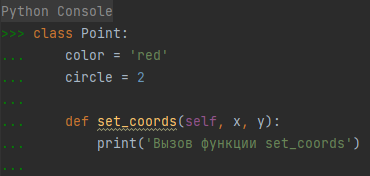 Python Console
>>> class Point:
...     color = 'red'
...     circle = 2
...
...     def set_coords(self, x, y):
...         print('Вызов функции set_coords')
...